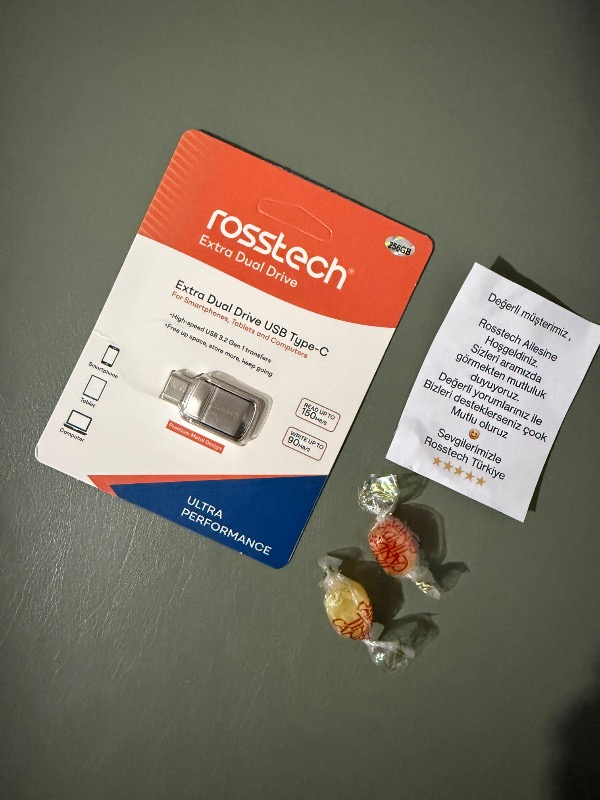 rosstech®
Extra Dual Drive
256GB
Extra Dual Drive USB Type-C
For Smartphones, Tablets and Computers
•High-speed USB 3.2 Gen 1 transfers
•Free up space, store more, keep going
Smartphone
Tablet
Computer
READ UP TO
150MB/s
WRITE UP TO
90MB/s
Premium Metal Design
ULTRA
PERFORMANCE
Değerli müşterimiz,
Rosstech Ailesine
Hoşgeldiniz.
Sizleri aramızda
görmekten mutluluk
duyuyoruz.
Değerli yorumlarınız ile
Bizleri desteklerseniz çook
Mutlu oluruz
Sevgilerimizle
Rosstech Türkiye